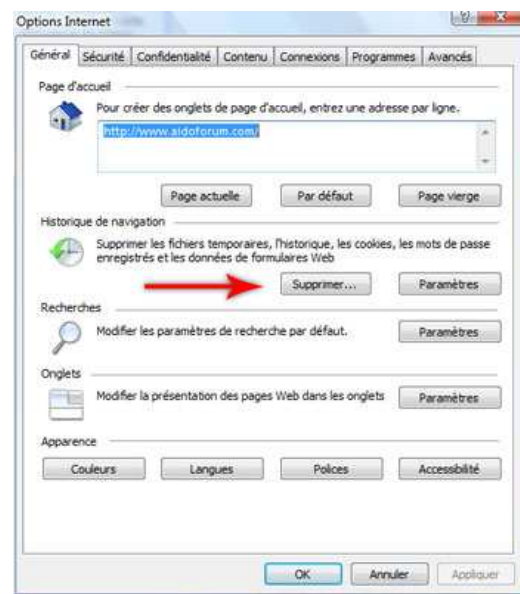 Options Internet
Général Sécurité Confidentialité Contenu Connexions Programmes Avancés
Page d'accueil
Pour créer des onglets de page d'accueil, entrez une adresse par ligne.
http://www.aidoforum.com/
Page actuelle Par défaut Page vierge
Historique de navigation
Supprimer les fichiers temporaires, l'historique, les cookies, les mots de passe
enregistrés et les données de formulaires Web
Supprimer... Paramètres
Recherches
Modifier les paramètres de recherche par défaut. Paramètres
Onglets
Modifier la présentation des pages Web dans les onglets Paramètres
Apparence
Couleurs Langues Polices Accessibilité
OK Annuler Appliquer